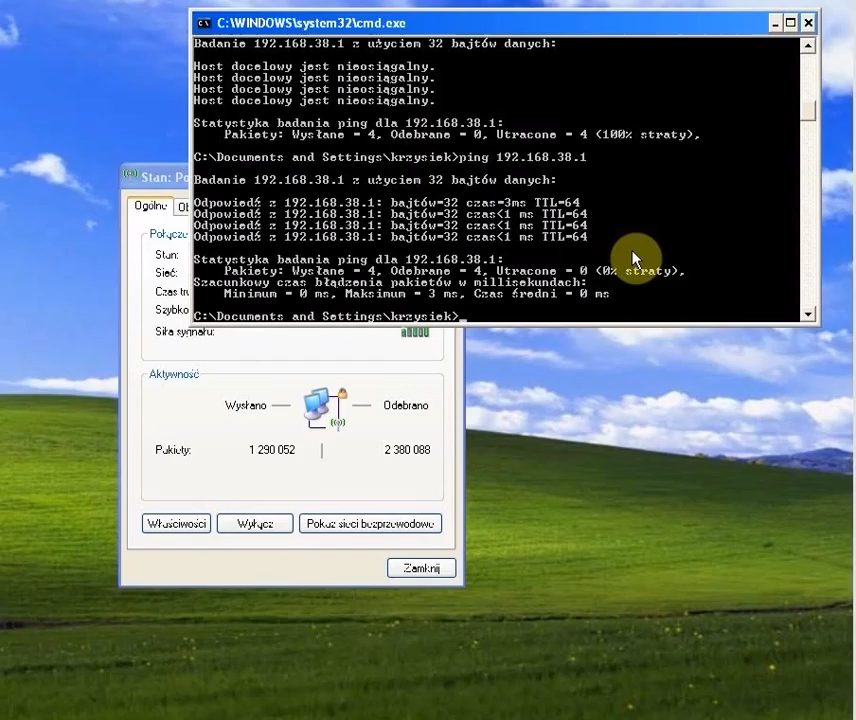 C:\WINDOWS\system32\cmd.exe
Badanie 192.168.38.1 z użyciem 32 bajtów danych:
Host docelowy jest nieosiągalny.
Host docelowy jest nieosiągalny.
Host docelowy jest nieosiągalny.
Host docelowy jest nieosiągalny.
Statystyka badania ping dla 192.168.38.1:
Pakiety: Wysłane = 4, Odebrane = 0, Utracone = 4 (100% straty),
C:\Documents and Settings\krzysiek>ping 192.168.38.1
Badanie 192.168.38.1 z użyciem 32 bajtów danych:
Odpowiedź z 192.168.38.1: bajtów=32 czas=3ms TTL=64
Odpowiedź z 192.168.38.1: bajtów=32 czas<1 ms TTL=64
Odpowiedź z 192.168.38.1: bajtów=32 czas<1 ms TTL=64
Odpowiedź z 192.168.38.1: bajtów=32 czas<1 ms TTL=64
Statystyka badania ping dla 192.168.38.1:
Pakiety: Wysłane = 4, Odebrane = 4, Utracone = 0 (0% straty),
Szacunkowy czas błądzenia pakietów w millisekundach:
Minimum = 0 ms, Maksimum = 3 ms, Czas średni = 0 ms
C:\Documents and Settings\krzysiek>_
Stan:
Ogólne
Połącze
Stan:
Sieć:
Czas tru
Szybko
Siła sygnału:
Aktywność
Wysłano — — Odebrano
Pakiety: 1 290 052 | 2 380 088
Właściwości Wyłącz Pokaż sieci bezprzewodowe
Zamknij